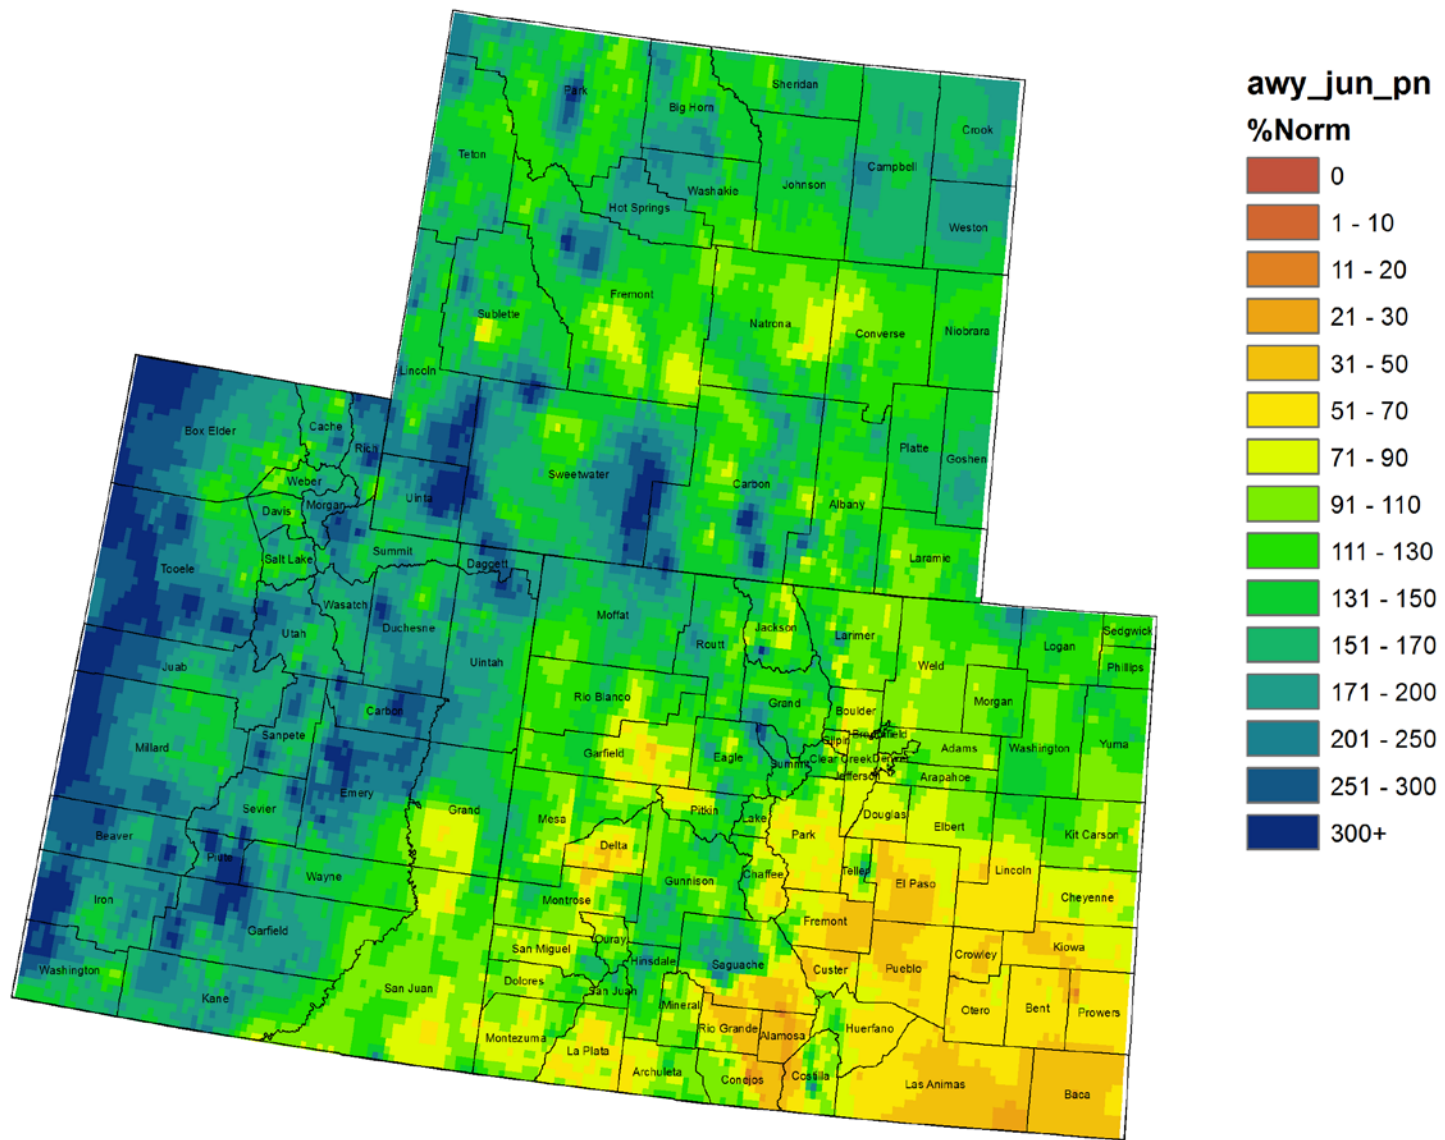 awy_jun_pn
%Norm
0
1 - 10
11 - 20
21 - 30
31 - 50
51 - 70
71 - 90
91 - 110
111 - 130
131 - 150
151 - 170
171 - 200
201 - 250
251 - 300
300+
Park
Big Horn
Sheridan
Crook
Teton
Campbell
Johnson
Washakie
Hot Springs
Weston
Fremont
Sublette
Natrona
Converse
Niobrara
Lincoln
Box Elder
Cache
Rich
Platte
Goshen
Sweetwater
Carbon
Weber
Uinta
Albany
Davis
Morgan
Salt Lake
Summit
Daggett
Laramie
Tooele
Wasatch
Moffat
Duchesne
Jackson
Larimer
Sedgwick
Utah
Routt
Logan
Weld
Phillips
Juab
Uintah
Rio Blanco
Grand
Morgan
Carbon
Boulder
Millard
Sanpete
Garfield
Eagle
Summit
Gilpin
Clear Creek
Adams
Washington
Yuma
Jefferson
Arapahoe
Emery
Sevier
Grand
Mesa
Pitkin
Lake
Park
Douglas
Elbert
Kit Carson
Beaver
Piute
Delta
Wayne
Gunnison
Chaffee
Teller
El Paso
Lincoln
Cheyenne
Iron
Montrose
Fremont
Garfield
Ouray
San Miguel
Hinsdale
Saguache
Custer
Pueblo
Crowley
Kiowa
Washington
Kane
San Juan
Dolores
San Juan
Mineral
Otero
Bent
Prowers
Montezuma
La Plata
Rio Grande
Alamosa
Huerfano
Archuleta
Conejos
Costilla
Las Animas
Baca